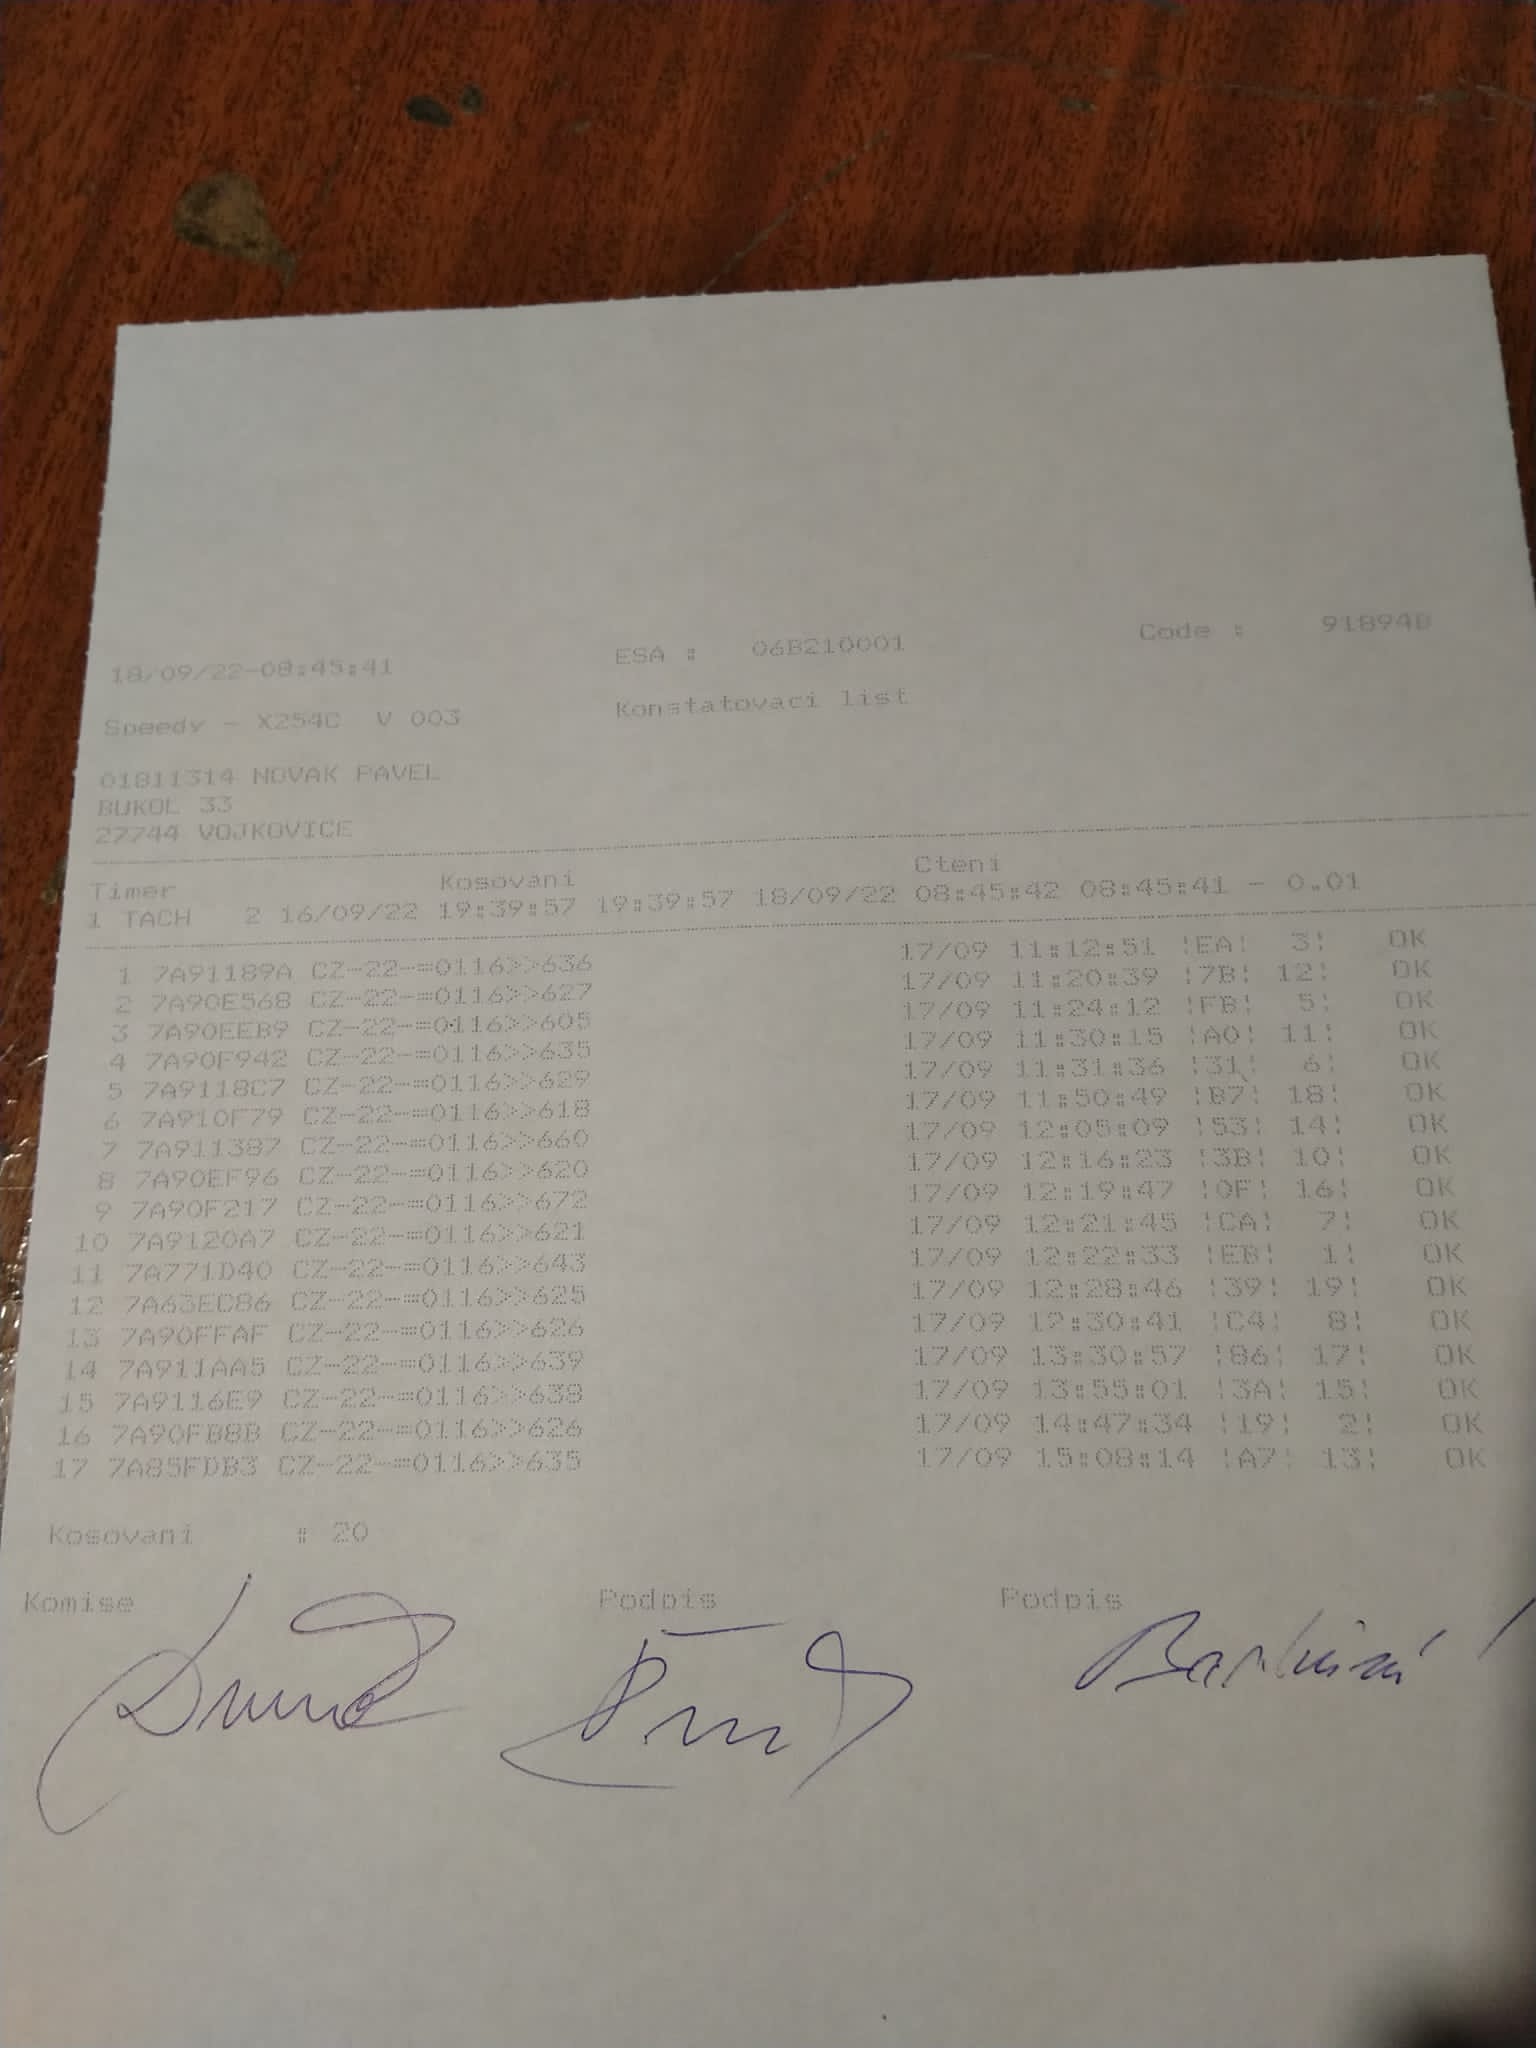 18/09/22-08:45:41 ESA : 06B210001 Code : 91894B
Speedy - X254C V 003 Konstatovaci list
01811314 NOVAK PAVEL
BUKOL 33
27744 VOJKOVICE
Timer Kosovani Cteni
1 TACH 2 16/09/22 19:39:57 19:39:57 18/09/22 08:45:42 08:45:41 - 0.01
1 7A91189A CZ-22-=0116>>636 17/09 11:12:51 !EA! 3! OK
2 7A90E568 CZ-22-=0116>>627 17/09 11:20:39 !7B! 12! OK
3 7A90EEB9 CZ-22-=0116>>605 17/09 11:24:12 !FB! 5! OK
4 7A90F942 CZ-22-=0116>>635 17/09 11:30:15 !A0! 11! OK
5 7A9118C7 CZ-22-=0116>>629 17/09 11:31:36 !31! 6! OK
6 7A910F79 CZ-22-=0116>>618 17/09 11:50:49 !B7! 18! OK
7 7A911387 CZ-22-=0116>>660 17/09 12:05:09 !53! 14! OK
8 7A90EF96 CZ-22-=0116>>620 17/09 12:16:23 !3B! 10! OK
9 7A90F217 CZ-22-=0116>>672 17/09 12:19:47 !0F! 16! OK
10 7A9120A7 CZ-22-=0116>>621 17/09 12:21:45 !CA! 7! OK
11 7A771D40 CZ-22-=0116>>643 17/09 12:22:33 !EB! 1! OK
12 7A63EC86 CZ-22-=0116>>625 17/09 12:28:46 !39! 19! OK
13 7A90FFAF CZ-22-=0116>>626 17/09 12:30:41 !C4! 8! OK
14 7A911AA5 CZ-22-=0116>>639 17/09 13:30:57 !86! 17! OK
15 7A9116E9 CZ-22-=0116>>638 17/09 13:55:01 !3A! 15! OK
16 7A90FB8B CZ-22-=0116>>626 17/09 14:47:34 !19! 2! OK
17 7A85FDB3 CZ-22-=0116>>635 17/09 15:08:14 !A7! 13! OK
Kosovani : 20
Komise Podpis Podpis